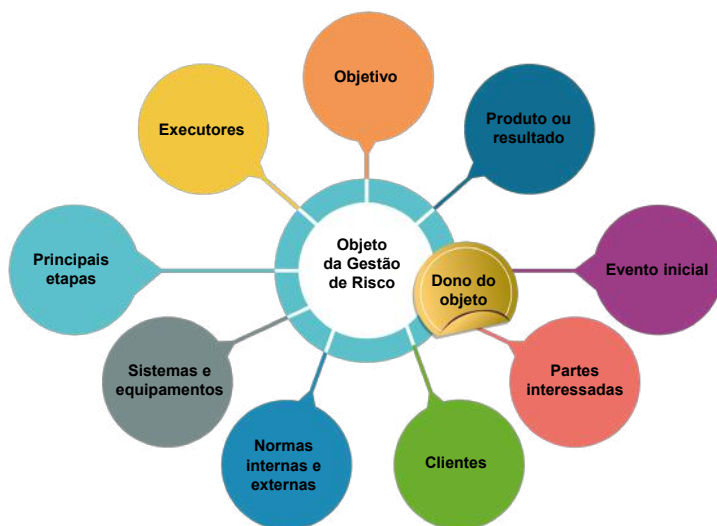 Objetivo
Produto ou
resultado
Executores
Objeto
da Gestão
de Risco
Principais
etapas
Evento inicial
Dono do
objeto
Sistemas e
equipamentos
Partes
interessadas
Normas
internas e
externas
Clientes